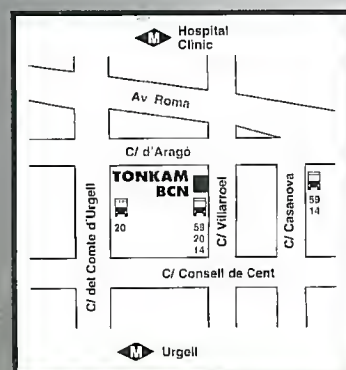 M Hospital
Clínic
Av Roma
C/ d'Aragó
TONKAM
BCN
20
59
20
14
59
14
C/ del Comte d'Urgell
C/ Villarroel
C/ Casanova
C/ Consell de Cent
M Urgell